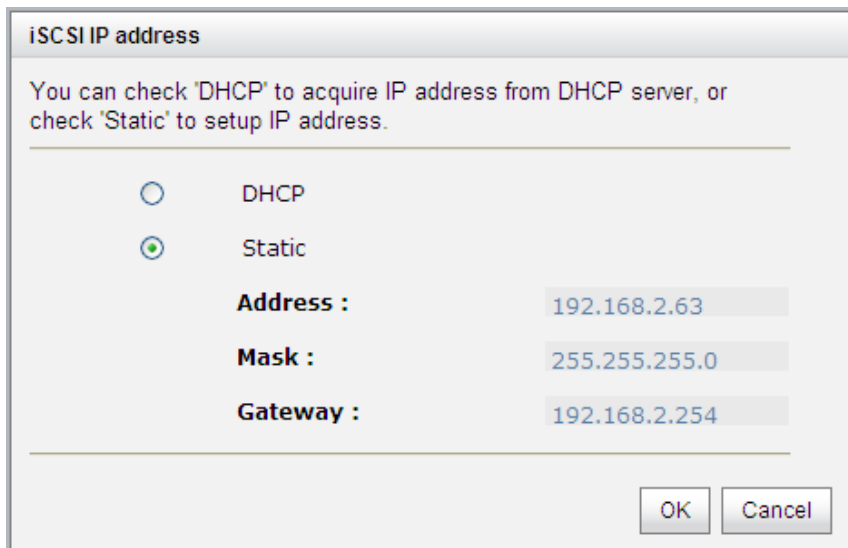 iSCSI IP address
You can check 'DHCP' to acquire IP address from DHCP server, or
check 'Static' to setup IP address.
DHCP
Static
Address : 192.168.2.63
Mask : 255.255.255.0
Gateway : 192.168.2.254
OK Cancel